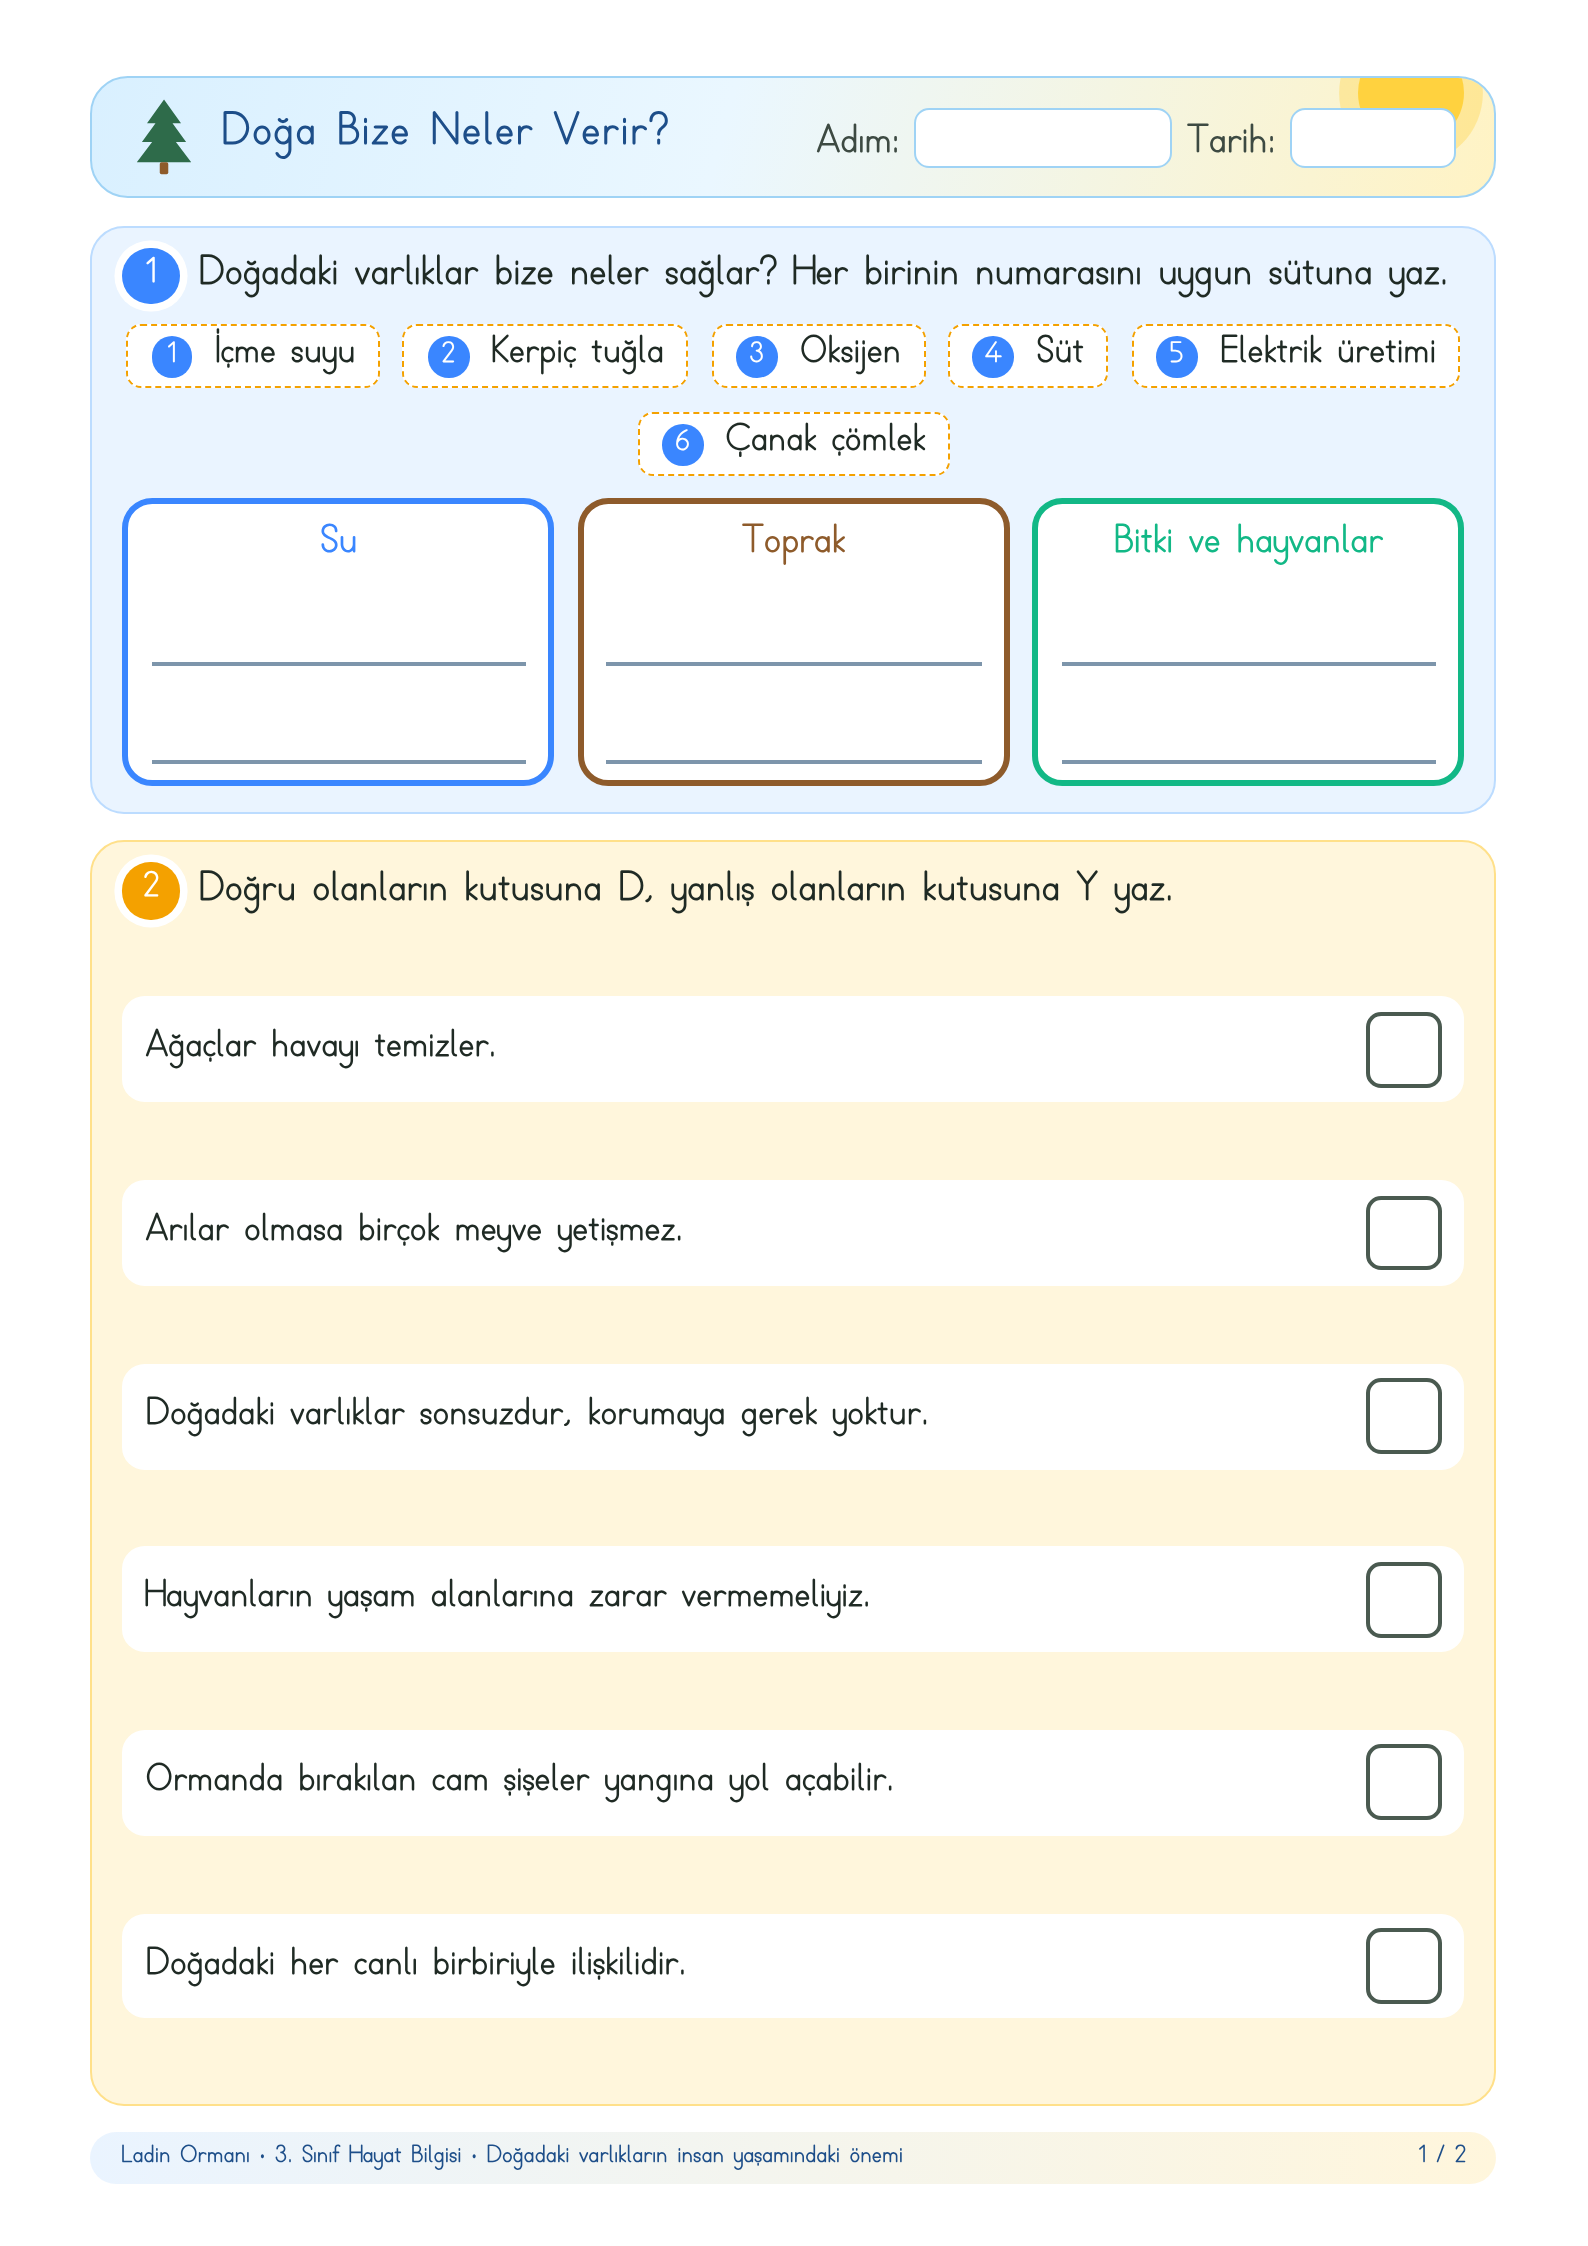 Doğa Bize Neler Verir?
Adım:
Tarih:
1 Doğadaki varlıklar bize neler sağlar? Her birinin numarasını uygun sütuna yaz.
1 İçme suyu 2 Kerpiç tuğla 3 Oksijen 4 Süt 5 Elektrik üretimi
6 Çanak çömlek
Su
Toprak
Bitki ve hayvanlar
2 Doğru olanların kutusuna D, yanlış olanların kutusuna Y yaz.
Ağaçlar havayı temizler.
Arılar olmasa birçok meyve yetişmez.
Doğadaki varlıklar sonsuzdur, korumaya gerek yoktur.
Hayvanların yaşam alanlarına zarar vermemeliyiz.
Ormanda bırakılan cam şişeler yangına yol açabilir.
Doğadaki her canlı birbiriyle ilişkilidir.
Ladin Ormanı • 3. Sınıf Hayat Bilgisi • Doğadaki varlıkların insan yaşamındaki önemi
1 / 2